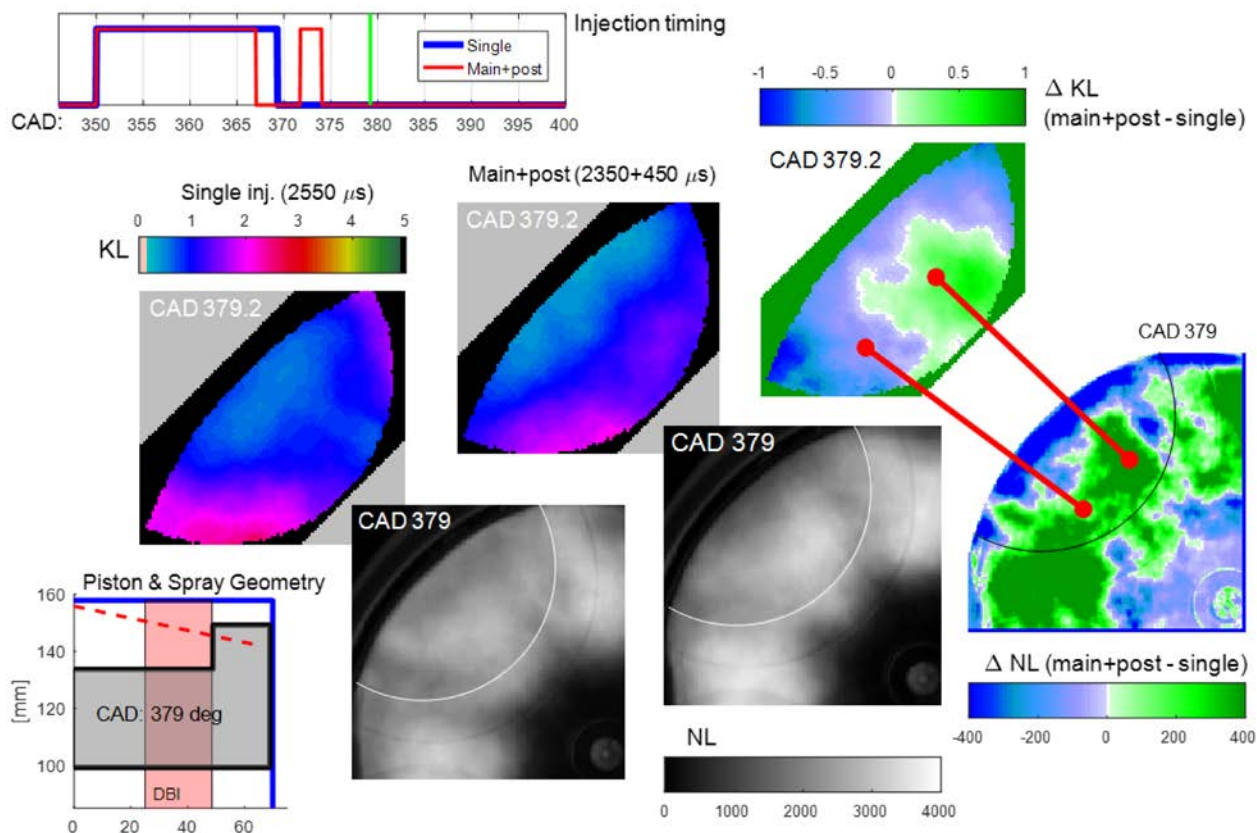 Injection timing
Single
Main+post
CAD:
350 355 360 365 370 375 380 385 390 395 400
-1 -0.5 0 0.5 1
Δ KL
(main+post - single)
CAD 379.2
Main+post (2350+450 μs)
CAD 379.2
Single inj. (2550 μs)
KL
0 1 2 3 4 5
CAD 379.2
CAD 379
CAD 379
CAD 379
Piston & Spray Geometry
160
140
120
100
[mm]
CAD: 379 deg
DBI
0 20 40 60
Δ NL (main+post - single)
-400 -200 0 200 400
NL
0 1000 2000 3000 4000